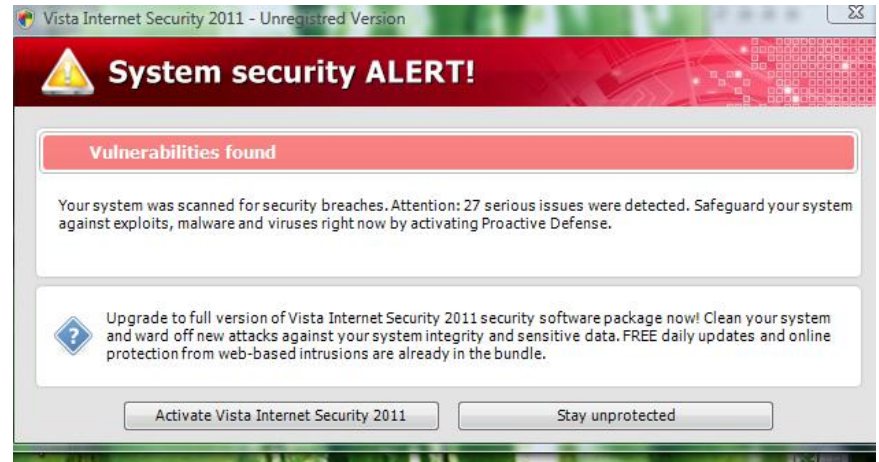 Vista Internet Security 2011 - Unregistred Version
System security ALERT!
Vulnerabilities found
Your system was scanned for security breaches. Attention: 27 serious issues were detected. Safeguard your system
against exploits, malware and viruses right now by activating Proactive Defense.
Upgrade to full version of Vista Internet Security 2011 security software package now! Clean your system
and ward off new attacks against your system integrity and sensitive data. FREE daily updates and online
protection from web-based intrusions are already in the bundle.
Activate Vista Internet Security 2011
Stay unprotected